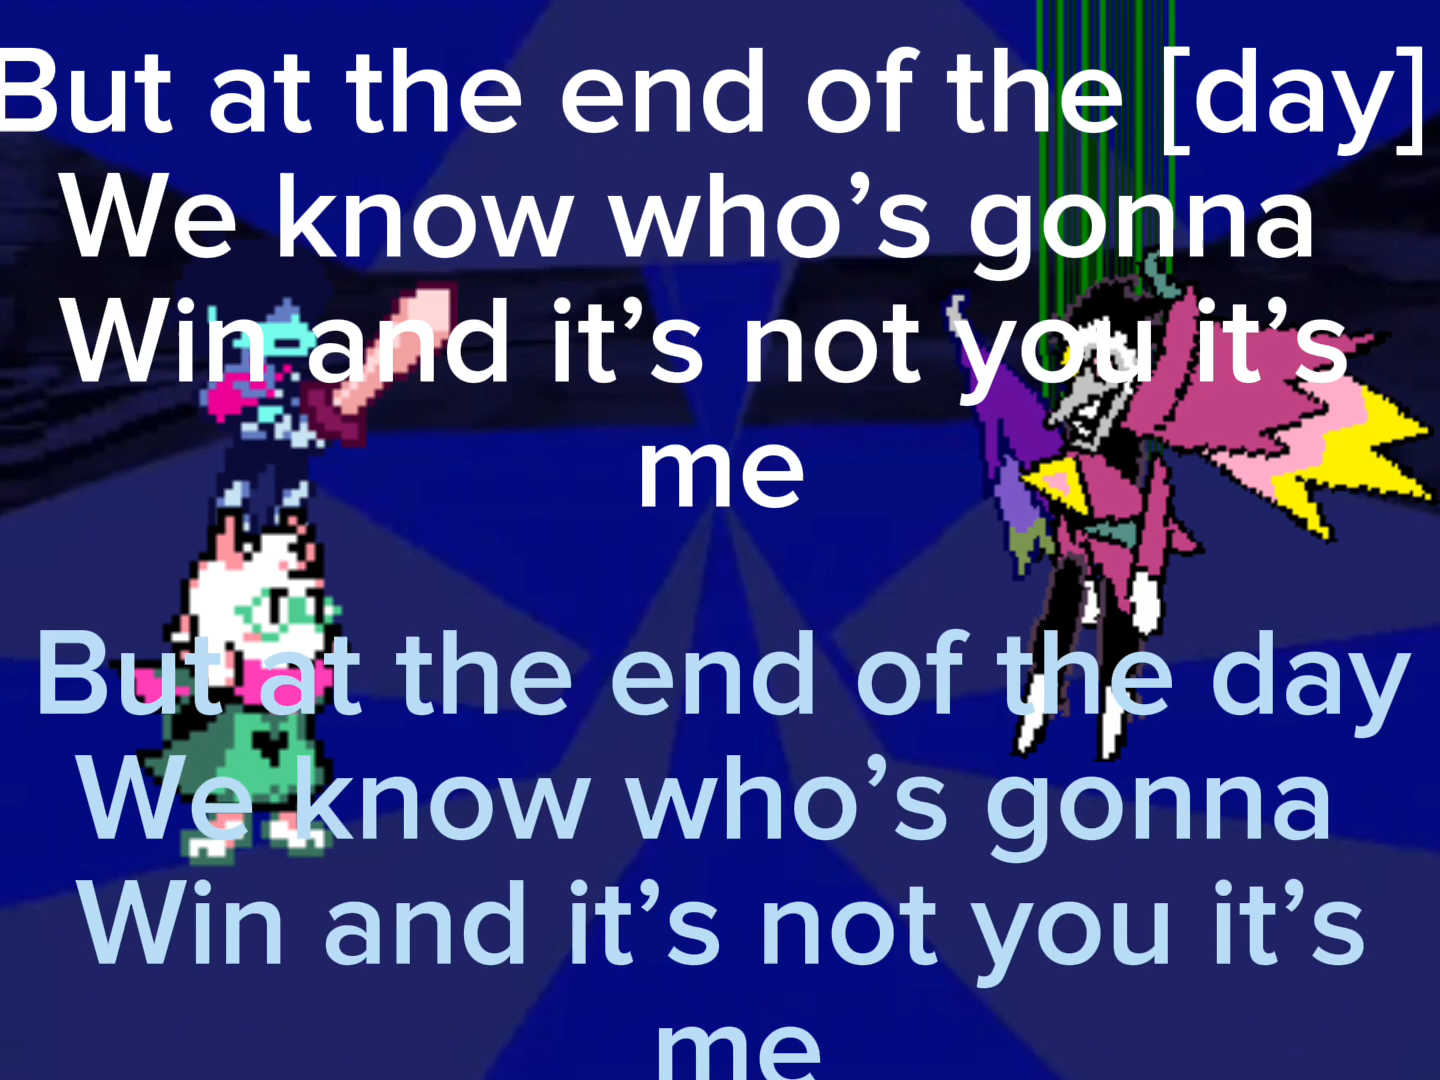 But at the end of the [day]
We know who’s gonna
Win and it’s not you it’s
me
But at the end of the day
We know who’s gonna
Win and it’s not you it’s
me